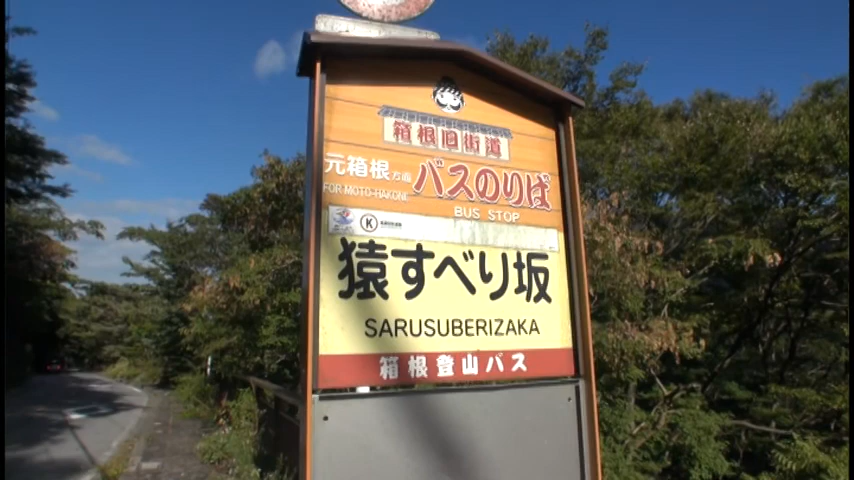 箱根旧街道
元箱根方面 バスのりば
FOR MOTO-HAKONE
BUS STOP
K
猿すべり坂
SARUSUBERIZAKA
箱根登山バス